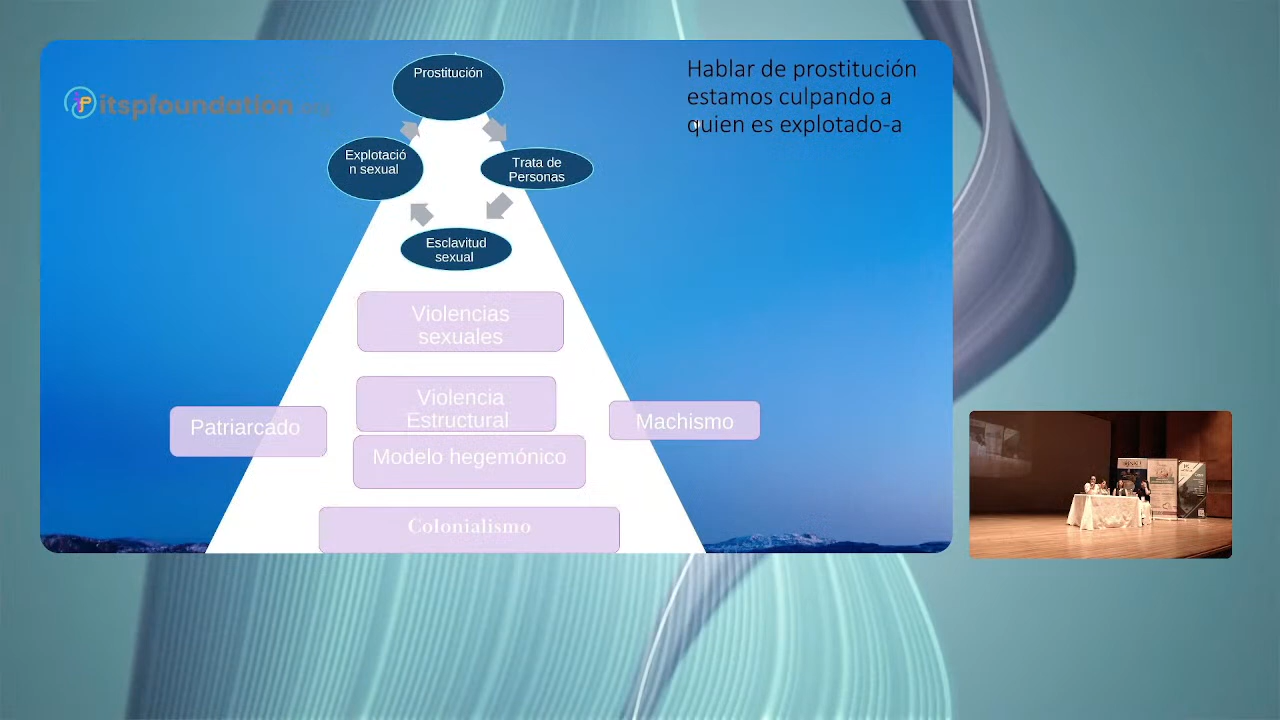 itspfoundation.org
Prostitución
Hablar de prostitución
estamos culpando a
quien es explotado-a
Explotació
n sexual
Trata de
Personas
Esclavitud
sexual
Violencias
sexuales
Violencia
Estructural
Patriarcado
Machismo
Modelo hegemónico
Colonialismo